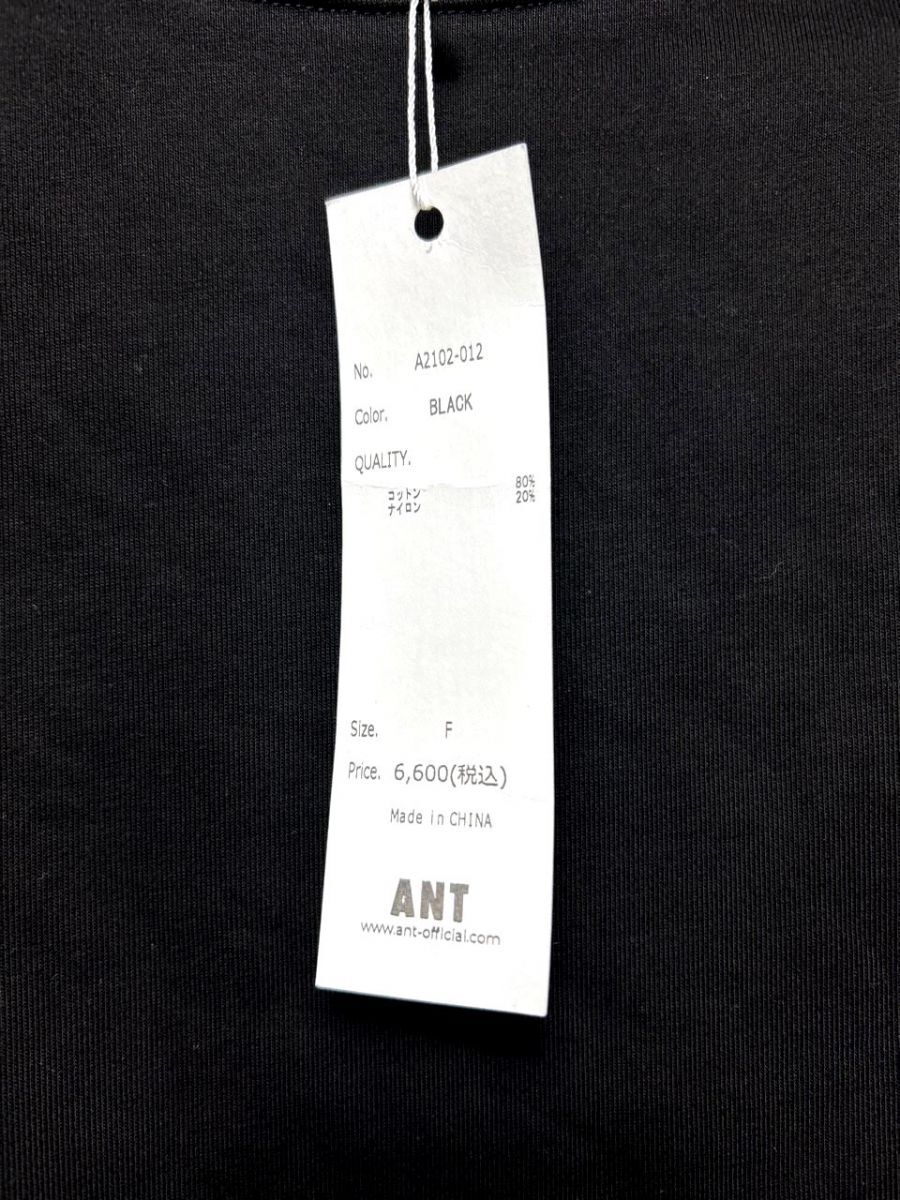 No. A2102-012
Color. BLACK
QUALITY.
コットン 80%
ナイロン 20%
Size. F
Price. 6,600(税込)
Made in CHINA
ANT
www.ant-official.com